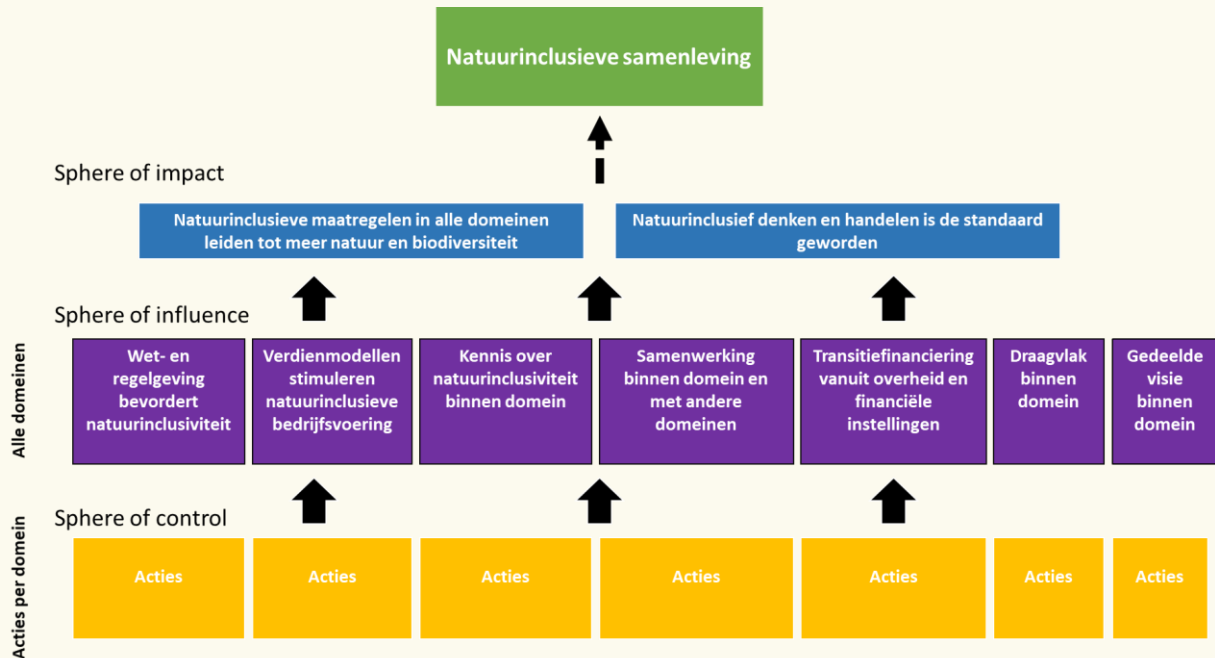 Natuurinclusieve samenleving
Sphere of impact
Natuurinclusieve maatregelen in alle domeinen
leiden tot meer natuur en biodiversiteit
Natuurinclusief denken en handelen is de standaard
geworden
Sphere of influence
Alle domeinen
Wet- en
regelgeving
bevordert
natuurinclusiviteit
Verdienmodellen
stimuleren
natuurinclusieve
bedrijfsvoering
Kennis over
natuurinclusiviteit
binnen domein
Samenwerking
binnen domein en
met andere
domeinen
Transitiefinanciering
vanuit overheid en
financiële
instellingen
Draagvlak
binnen
domein
Gedeelde
visie
binnen
domein
Sphere of control
Acties per domein
Acties
Acties
Acties
Acties
Acties
Acties
Acties